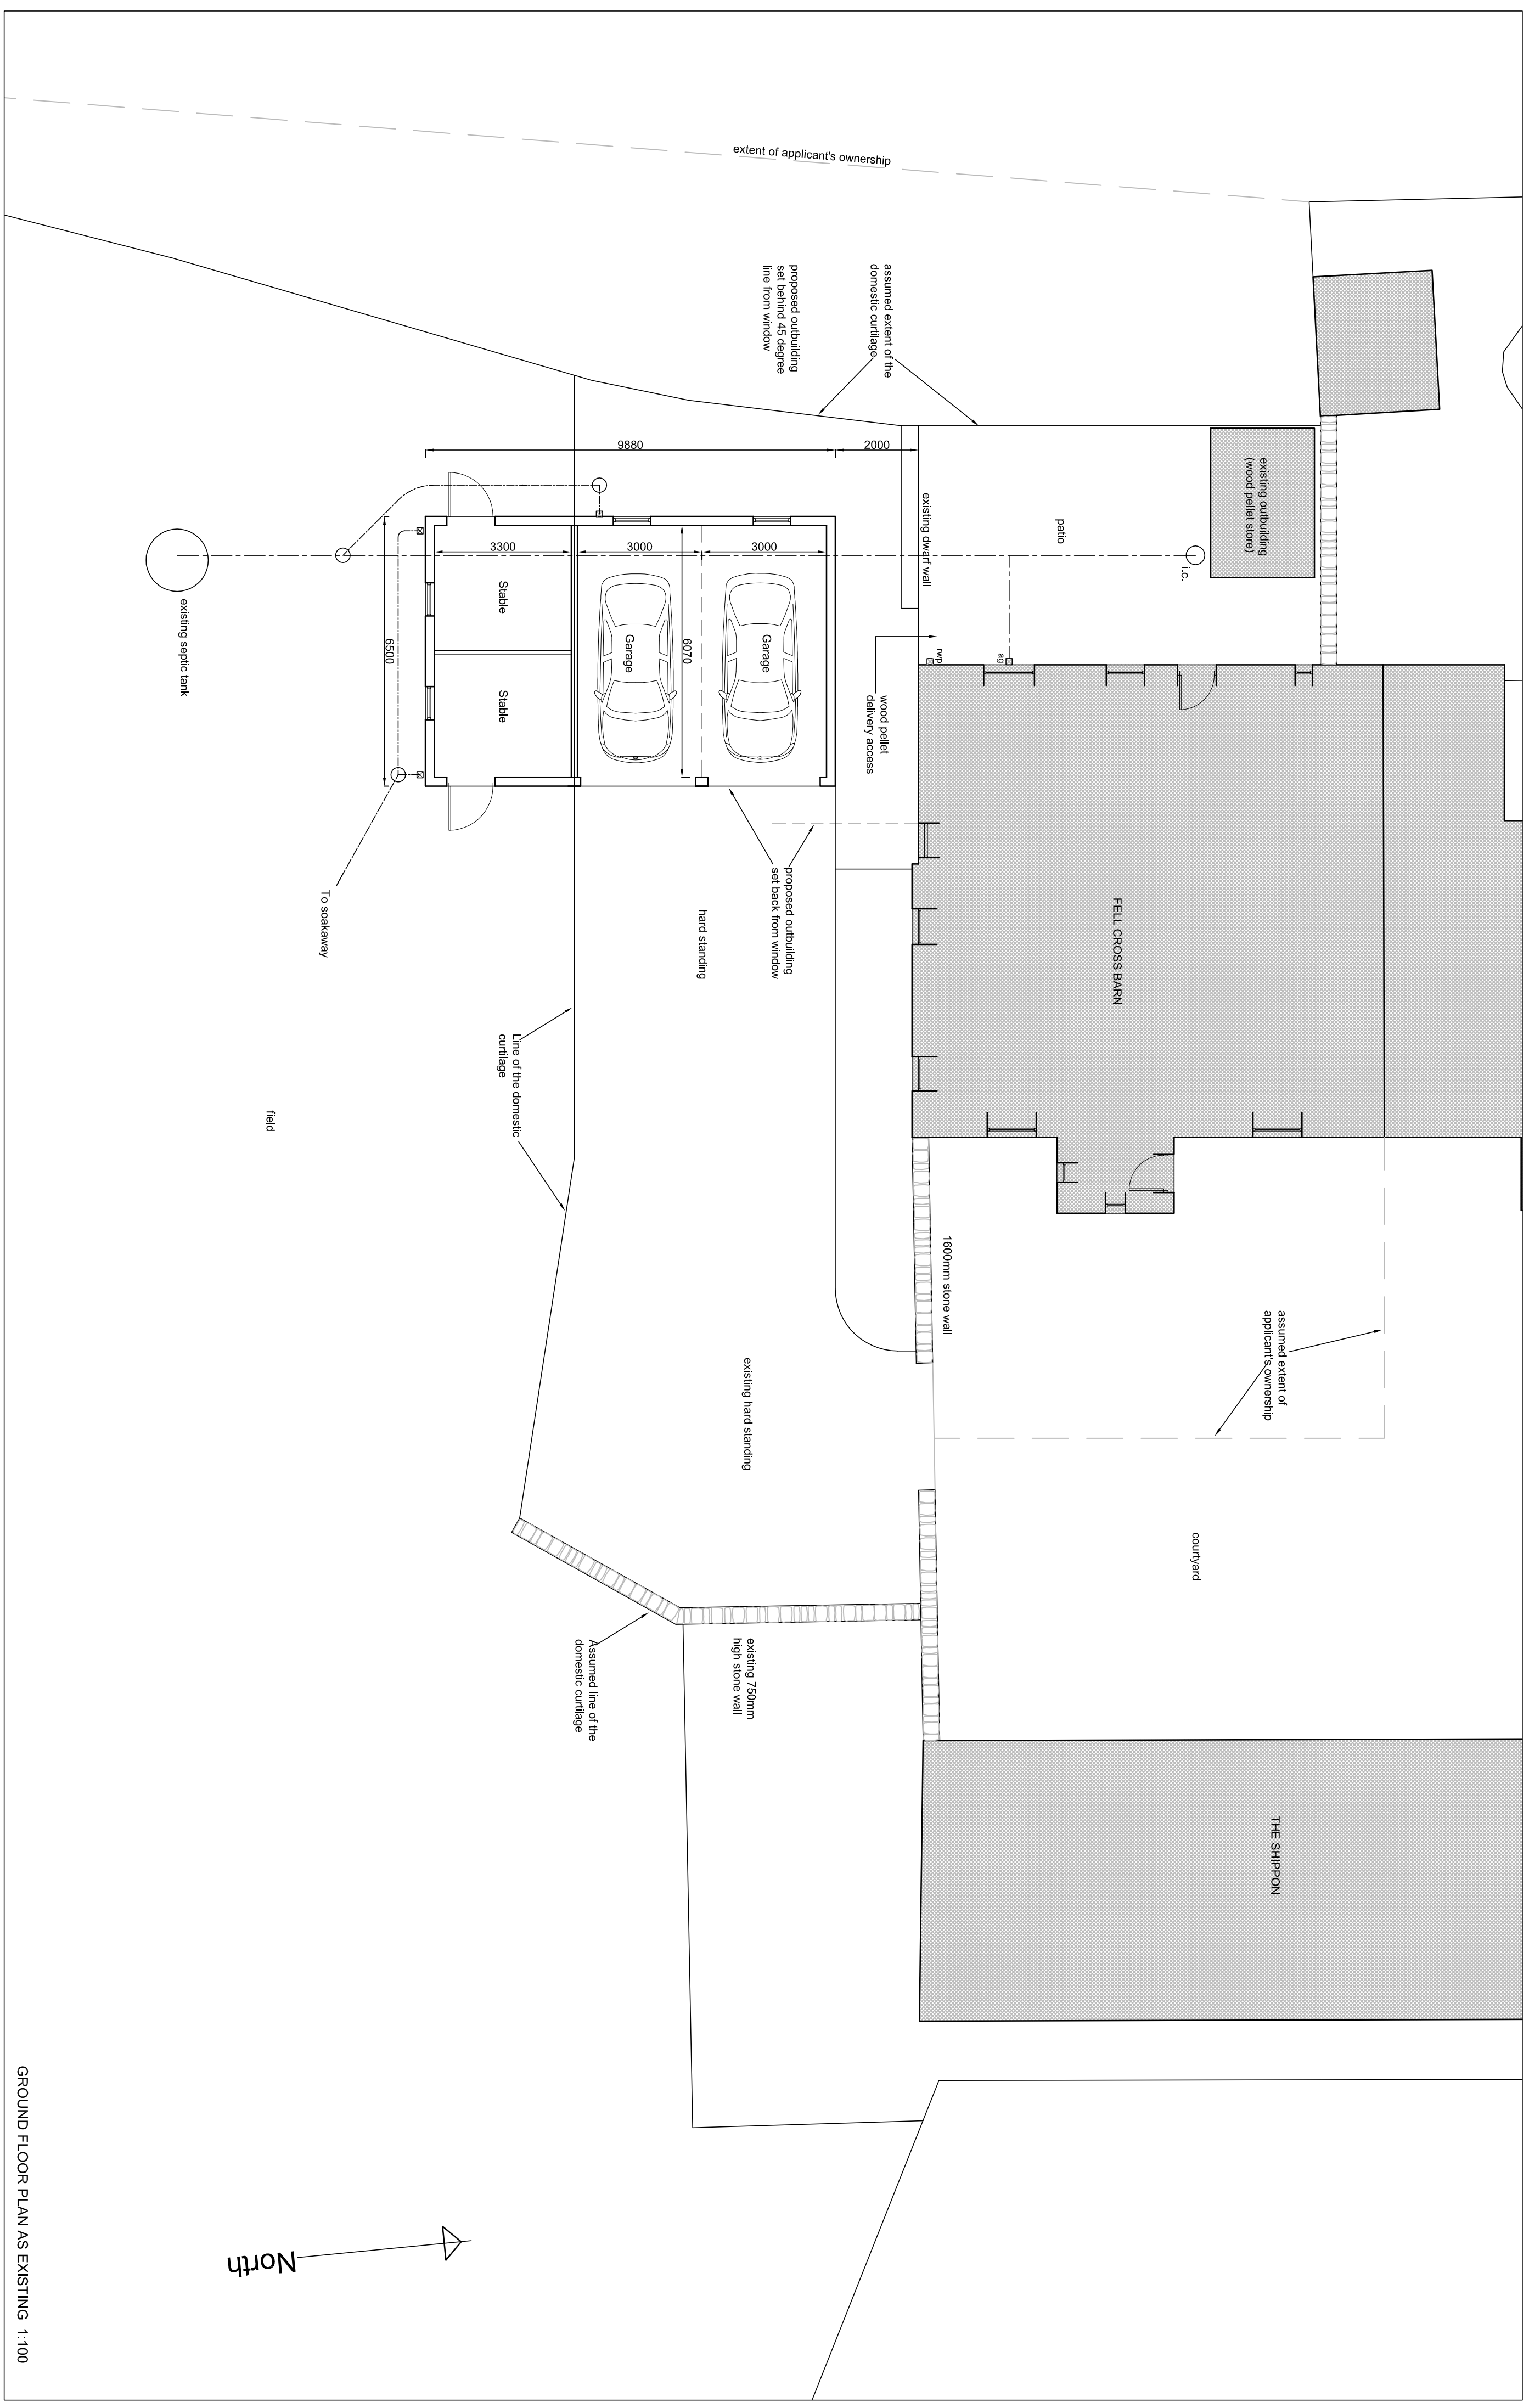 extent of applicant's ownership
assumed extent of the
domestic curtilage
proposed outbuilding
set behind 45 degree
line from window
existing outbuilding
(wood pellet store)
patio
i.c.
existing dwarf wall
ag
rwp
wood pellet
delivery access
9880
2000
3300
3000
3000
6070
6500
Stable
Stable
Garage
Garage
existing septic tank
To soakaway
proposed outbuilding
set back from window
hard standing
FELL CROSS BARN
Line of the domestic
curtilage
field
1600mm stone wall
assumed extent of
applicant's ownership
existing hard standing
courtyard
existing 750mm
high stone wall
Assumed line of the
domestic curtilage
THE SHIPPON
North
GROUND FLOOR PLAN AS EXISTING 1:100